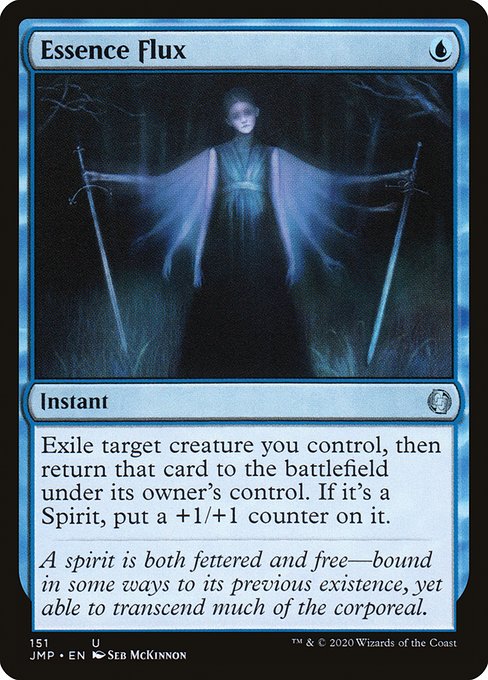 Essence Flux
Instant
Exile target creature you control, then
return that card to the battlefield
under its owner's control. If it's a
Spirit, put a +1/+1 counter on it.
A spirit is both fettered and free—bound
in some ways to its previous existence, yet
able to transcend much of the corporeal.
151 U
JMP • EN Seb McKinnon
™ & © 2020 Wizards of the Coast